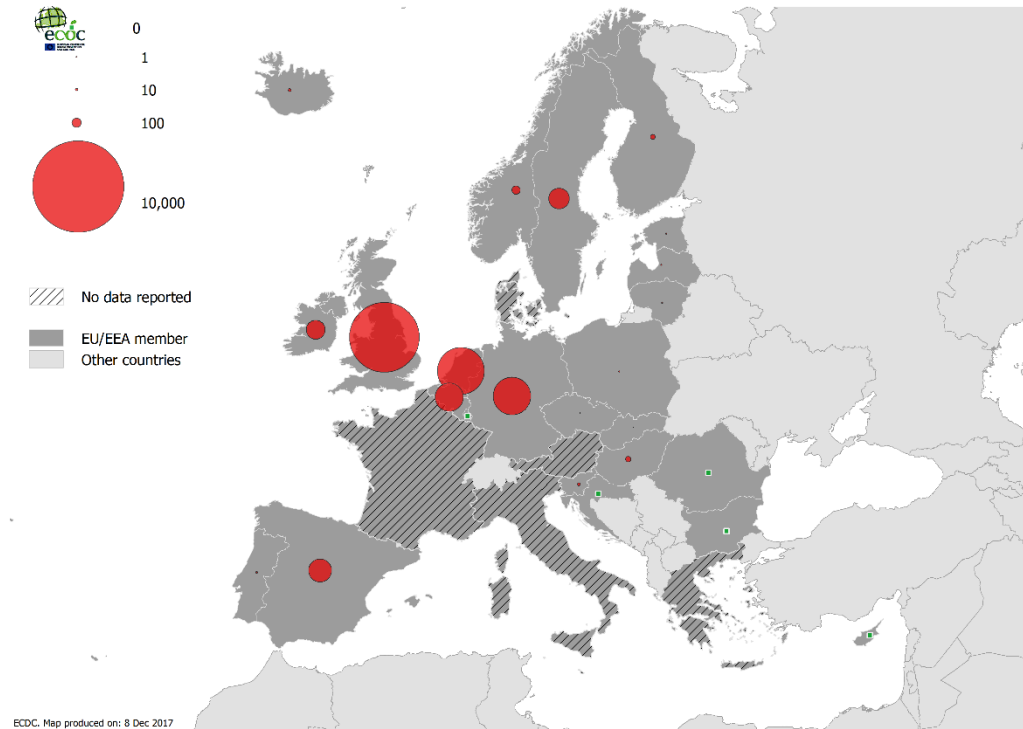 ecdc
0
1
10
100
10,000
No data reported
EU/EEA member
Other countries
ECDC. Map produced on: 8 Dec 2017